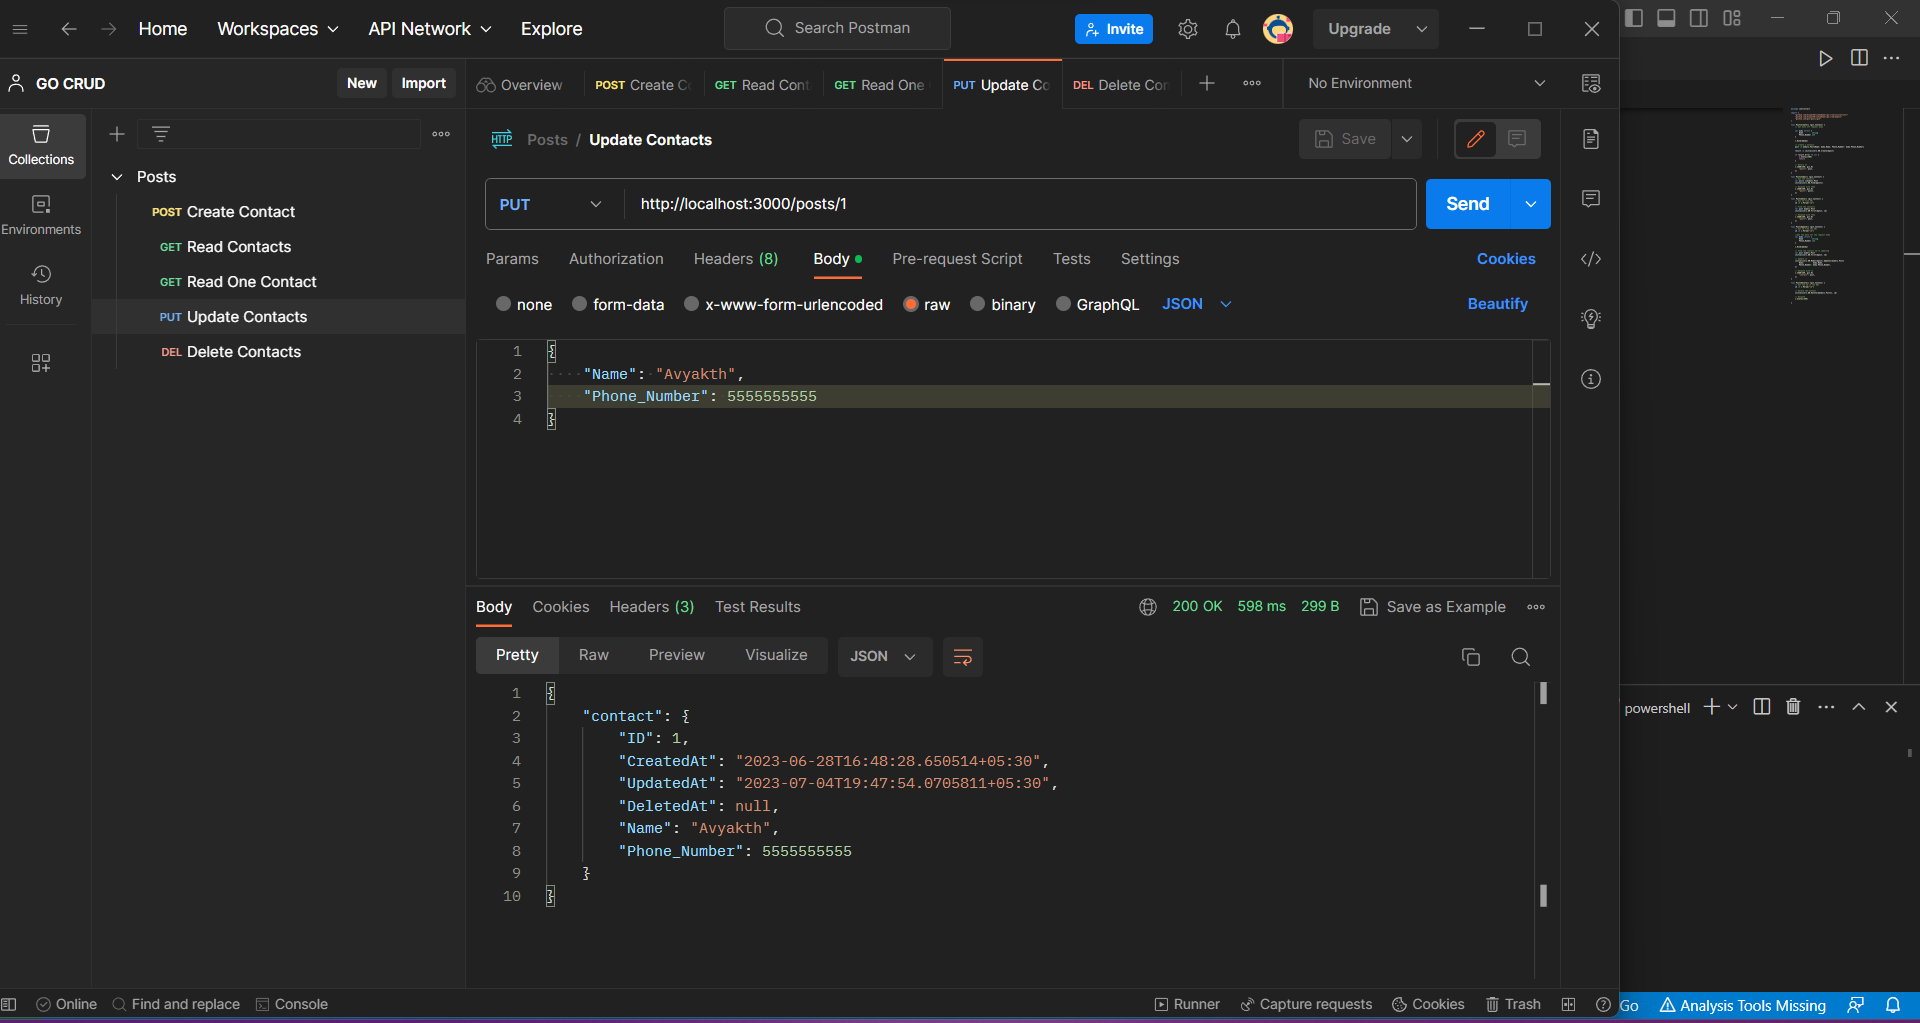 Home Workspaces API Network Explore Search Postman Invite Upgrade
GO CRUD New Import Overview POST Create Co GET Read Cont GET Read One PUT Update Co DEL Delete Con No Environment
Collections
Environments
History
Posts
POST Create Contact
GET Read Contacts
GET Read One Contact
PUT Update Contacts
DEL Delete Contacts
HTTP Posts / Update Contacts Save
PUT http://localhost:3000/posts/1 Send
Params Authorization Headers (8) Body Pre-request Script Tests Settings Cookies
none form-data x-www-form-urlencoded raw binary GraphQL JSON Beautify
1 {
2 "Name": "Avyakth",
3 "Phone_Number": 5555555555
4 }
Body Cookies Headers (3) Test Results 200 OK 598 ms 299 B Save as Example
Pretty Raw Preview Visualize JSON
1 {
2 "contact": {
3 "ID": 1,
4 "CreatedAt": "2023-06-28T16:48:28.650514+05:30",
5 "UpdatedAt": "2023-07-04T19:47:54.0705811+05:30",
6 "DeletedAt": null,
7 "Name": "Avyakth",
8 "Phone_Number": 5555555555
9 }
10 }
powershell
Online Find and replace Console Runner Capture requests Cookies Trash
Go Analysis Tools Missing